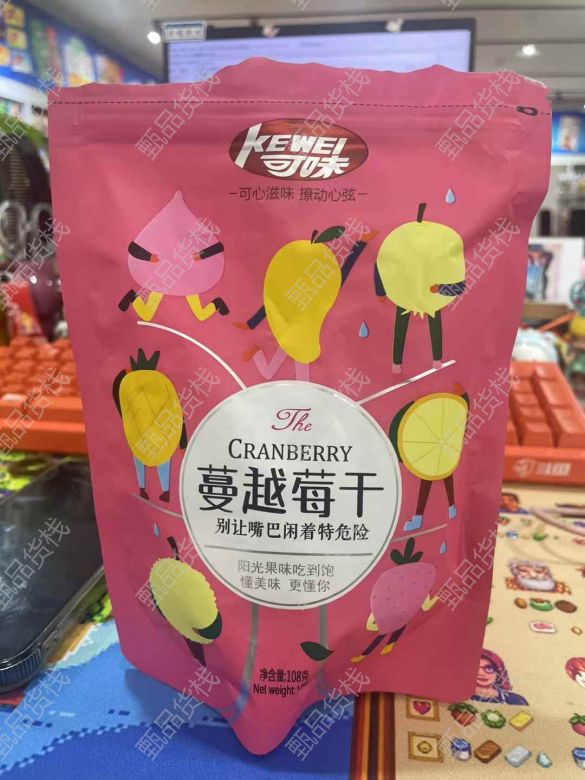 KEWEI
可味
可心滋味 撩动心弦
The
CRANBERRY
蔓越莓干
别让嘴巴闲着特危险
阳光果味吃到饱
懂美味 更懂你
净含量:108克
Net weight:
甄品货栈